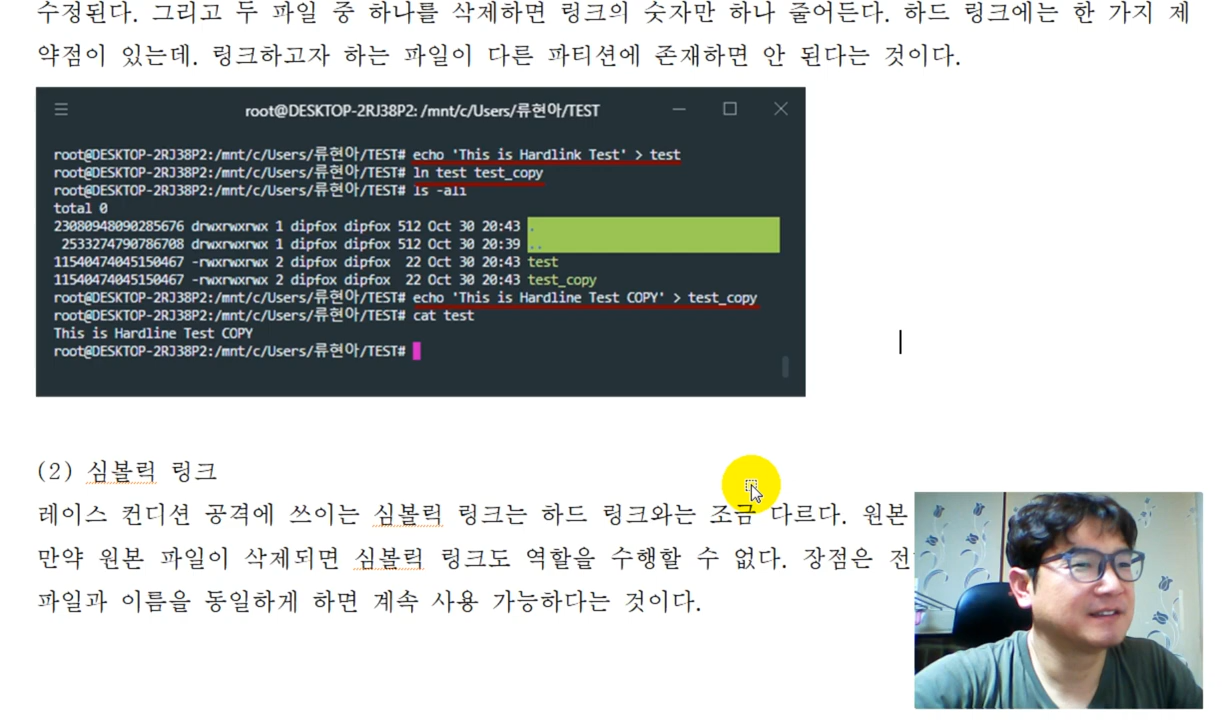 수정된다. 그리고 두 파일 중 하나를 삭제하면 링크의 숫자만 하나 줄어든다. 하드 링크에는 한 가지 제
약점이 있는데. 링크하고자 하는 파일이 다른 파티션에 존재하면 안 된다는 것이다.
root@DESKTOP-2RJ38P2: /mnt/c/Users/류현아/TEST
root@DESKTOP-2RJ38P2:/mnt/c/Users/류현아/TEST# echo 'This is Hardlink Test' > test
root@DESKTOP-2RJ38P2:/mnt/c/Users/류현아/TEST# ln test test_copy
root@DESKTOP-2RJ38P2:/mnt/c/Users/류현아/TEST# ls -ali
total 0
23080948090285676 drwxrwxrwx 1 dipfox dipfox 512 Oct 30 20:43 .
2533274790786708 drwxrwxrwx 1 dipfox dipfox 512 Oct 30 20:39 ..
11540474045150467 -rwxrwxrwx 2 dipfox dipfox 22 Oct 30 20:43 test
11540474045150467 -rwxrwxrwx 2 dipfox dipfox 22 Oct 30 20:43 test_copy
root@DESKTOP-2RJ38P2:/mnt/c/Users/류현아/TEST# echo 'This is Hardline Test COPY' > test_copy
root@DESKTOP-2RJ38P2:/mnt/c/Users/류현아/TEST# cat test
This is Hardline Test COPY
root@DESKTOP-2RJ38P2:/mnt/c/Users/류현아/TEST#
(2) 심볼릭 링크
레이스 컨디션 공격에 쓰이는 심볼릭 링크는 하드 링크와는 조금 다르다. 원본
만약 원본 파일이 삭제되면 심볼릭 링크도 역할을 수행할 수 없다. 장점은 전
파일과 이름을 동일하게 하면 계속 사용 가능하다는 것이다.